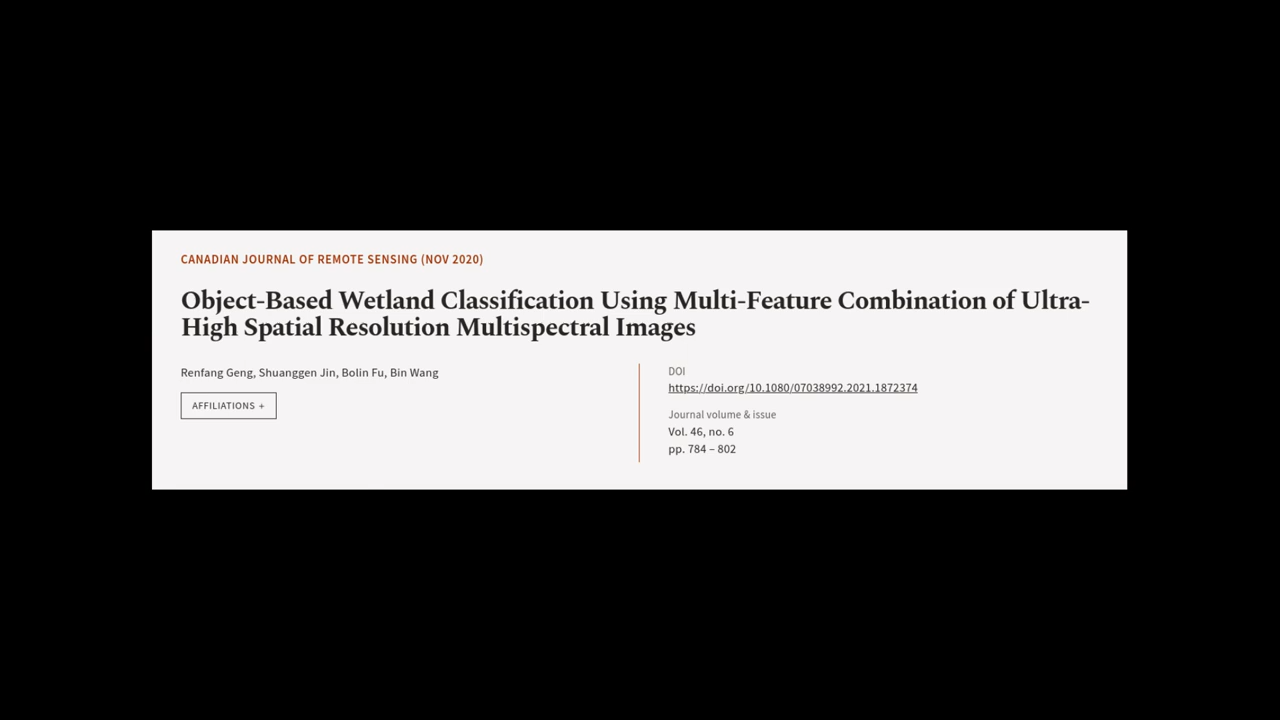 CANADIAN JOURNAL OF REMOTE SENSING (NOV 2020)
Object-Based Wetland Classification Using Multi-Feature Combination of Ultra-
High Spatial Resolution Multispectral Images
Renfang Geng, Shuanggen Jin, Bolin Fu, Bin Wang
AFFILIATIONS +
DOI
https://doi.org/10.1080/07038992.2021.1872374
Journal volume & issue
Vol. 46, no. 6
pp. 784 – 802